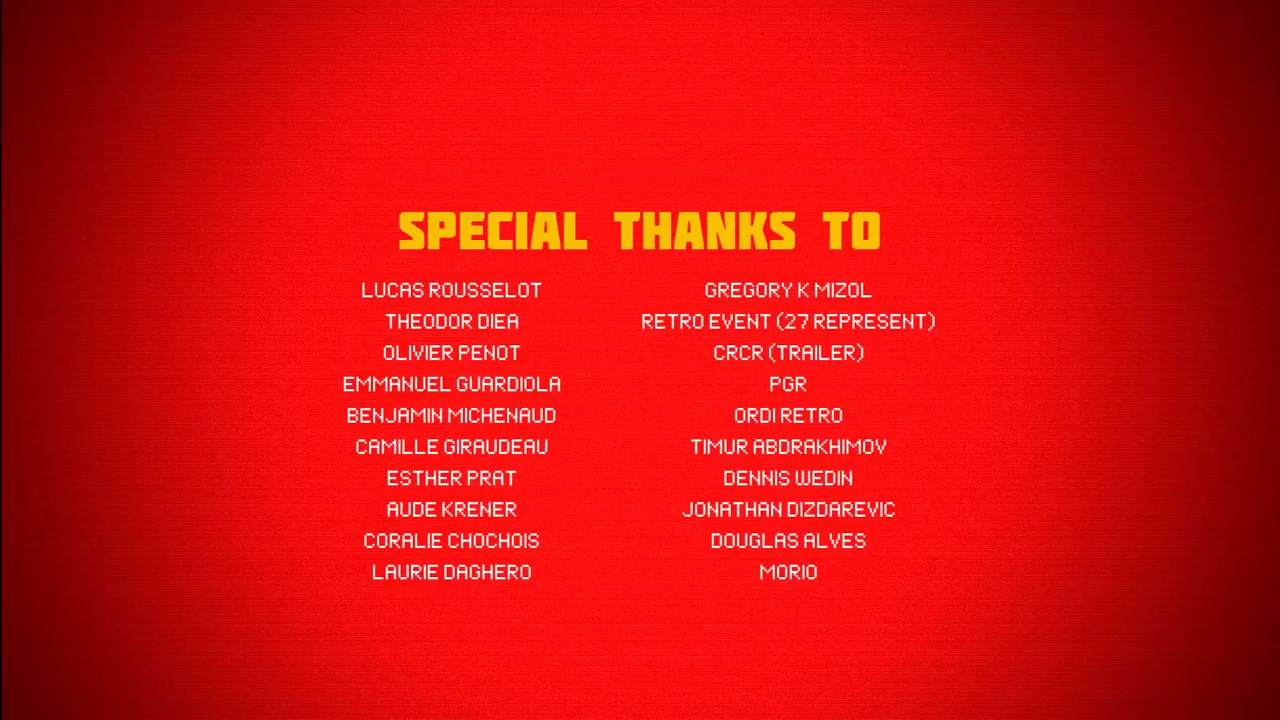 SPECIAL THANKS TO
LUCAS ROUSSELOT
THEODOR DIEA
OLIVIER PENOT
EMMANUEL GUARDIOLA
BENJAMIN MICHENAUD
CAMILLE GIRAUDEAU
ESTHER PRAT
AUDE KRENER
CORALIE CHOCHOIS
LAURIE DAGHERO
GREGORY K MIZOL
RETRO EVENT (27 REPRESENT)
CRCR (TRAILER)
PGR
ORDI RETRO
TIMUR ABDRAKHIMOV
DENNIS WEDIN
JONATHAN DIZDAREVIC
DOUGLAS ALVES
MORIO